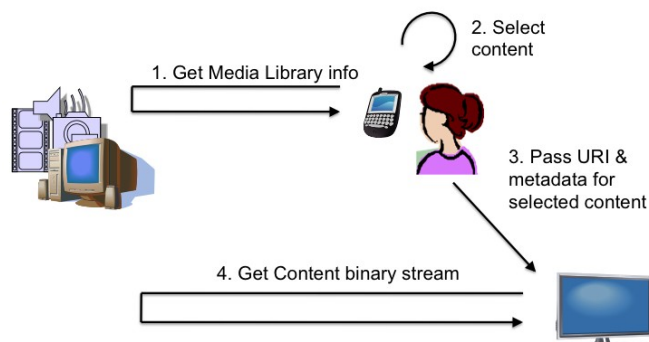 2. Select
content
1. Get Media Library info
3. Pass URI &
metadata for
selected content
4. Get Content binary stream